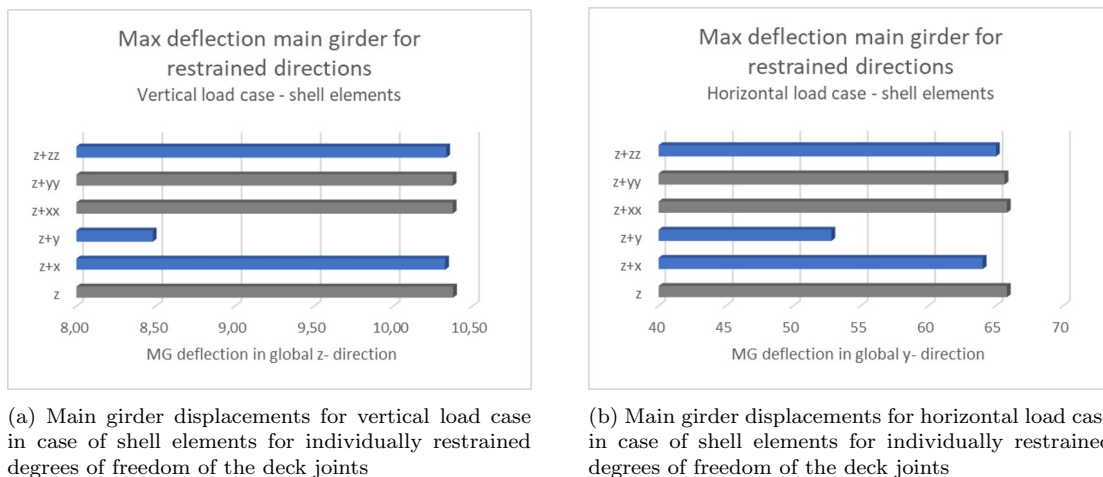 Max deflection main girder for
restrained directions
Vertical load case - shell elements
z+zz
z+yy
z+xx
z+y
z+x
z
8,00 8,50 9,00 9,50 10,00 10,50
MG deflection in global z- direction
(a) Main girder displacements for vertical load case
in case of shell elements for individually restrained
degrees of freedom of the deck joints
Max deflection main girder for
restrained directions
Horizontal load case - shell elements
z+zz
z+yy
z+xx
z+y
z+x
z
40 45 50 55 60 65 70
MG deflection in global y- direction
(b) Main girder displacements for horizontal load cas
in case of shell elements for individually restraine
degrees of freedom of the deck joints